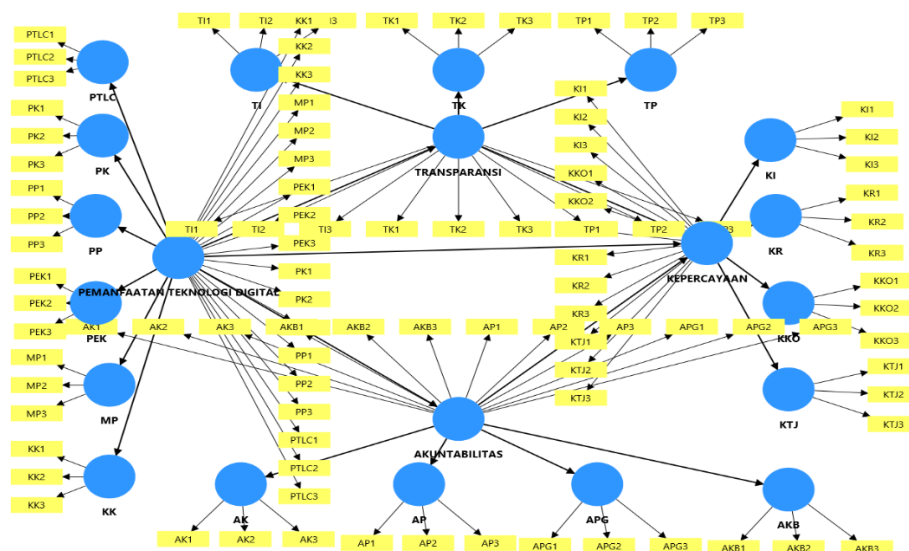 TI1 TI2 KK1 TI3 TK1 TK2 TK3 TP1 TP2 TP3
PTLC1
KK2
PTLC2
KK3
PTLC3
PTLC
TI
TK
TP
KI1
MP1
PK1
KI1
KI2
MP2
PK2
KI2
KI3
MP3
PK3
KI3
PK
TRANSPARANSI
KI
PEK1
KKO1
PP1
KR1
PEK2
KKO2
PP2
KR2
TI1 TI2 TI3 TK1 TK2 TK3 TP1 TP2 P3
PP3
PEK3
KR3
PP
KR
KR1
PK1
PEK1
KEPERCAYAAN
KKO1
PEMANFAATAN TEKNOLOGI DIGITAL
KR2
PK2
PEK2
KKO2
KR3
PEK3
AK1 AK2 AK3 AKB1 AKB2 AKB3 AP1 AP2 AP3 APG1 APG2 APG3
PEK
KKO
KKO3
KTJ1
PP1
MP1
KTJ1
KTJ2
PP2
MP2
KTJ2
KTJ3
PP3
MP3
KTJ3
MP
KTJ
PTLC1
KK1
AKUNTABILITAS
PTLC2
KK2
PTLC3
KK3
KK
AK
AP
APG
AKB
AK1 AK2 AK3 AP1 AP2 AP3 APG1 APG2 APG3 AKB1 AKB2 AKB3